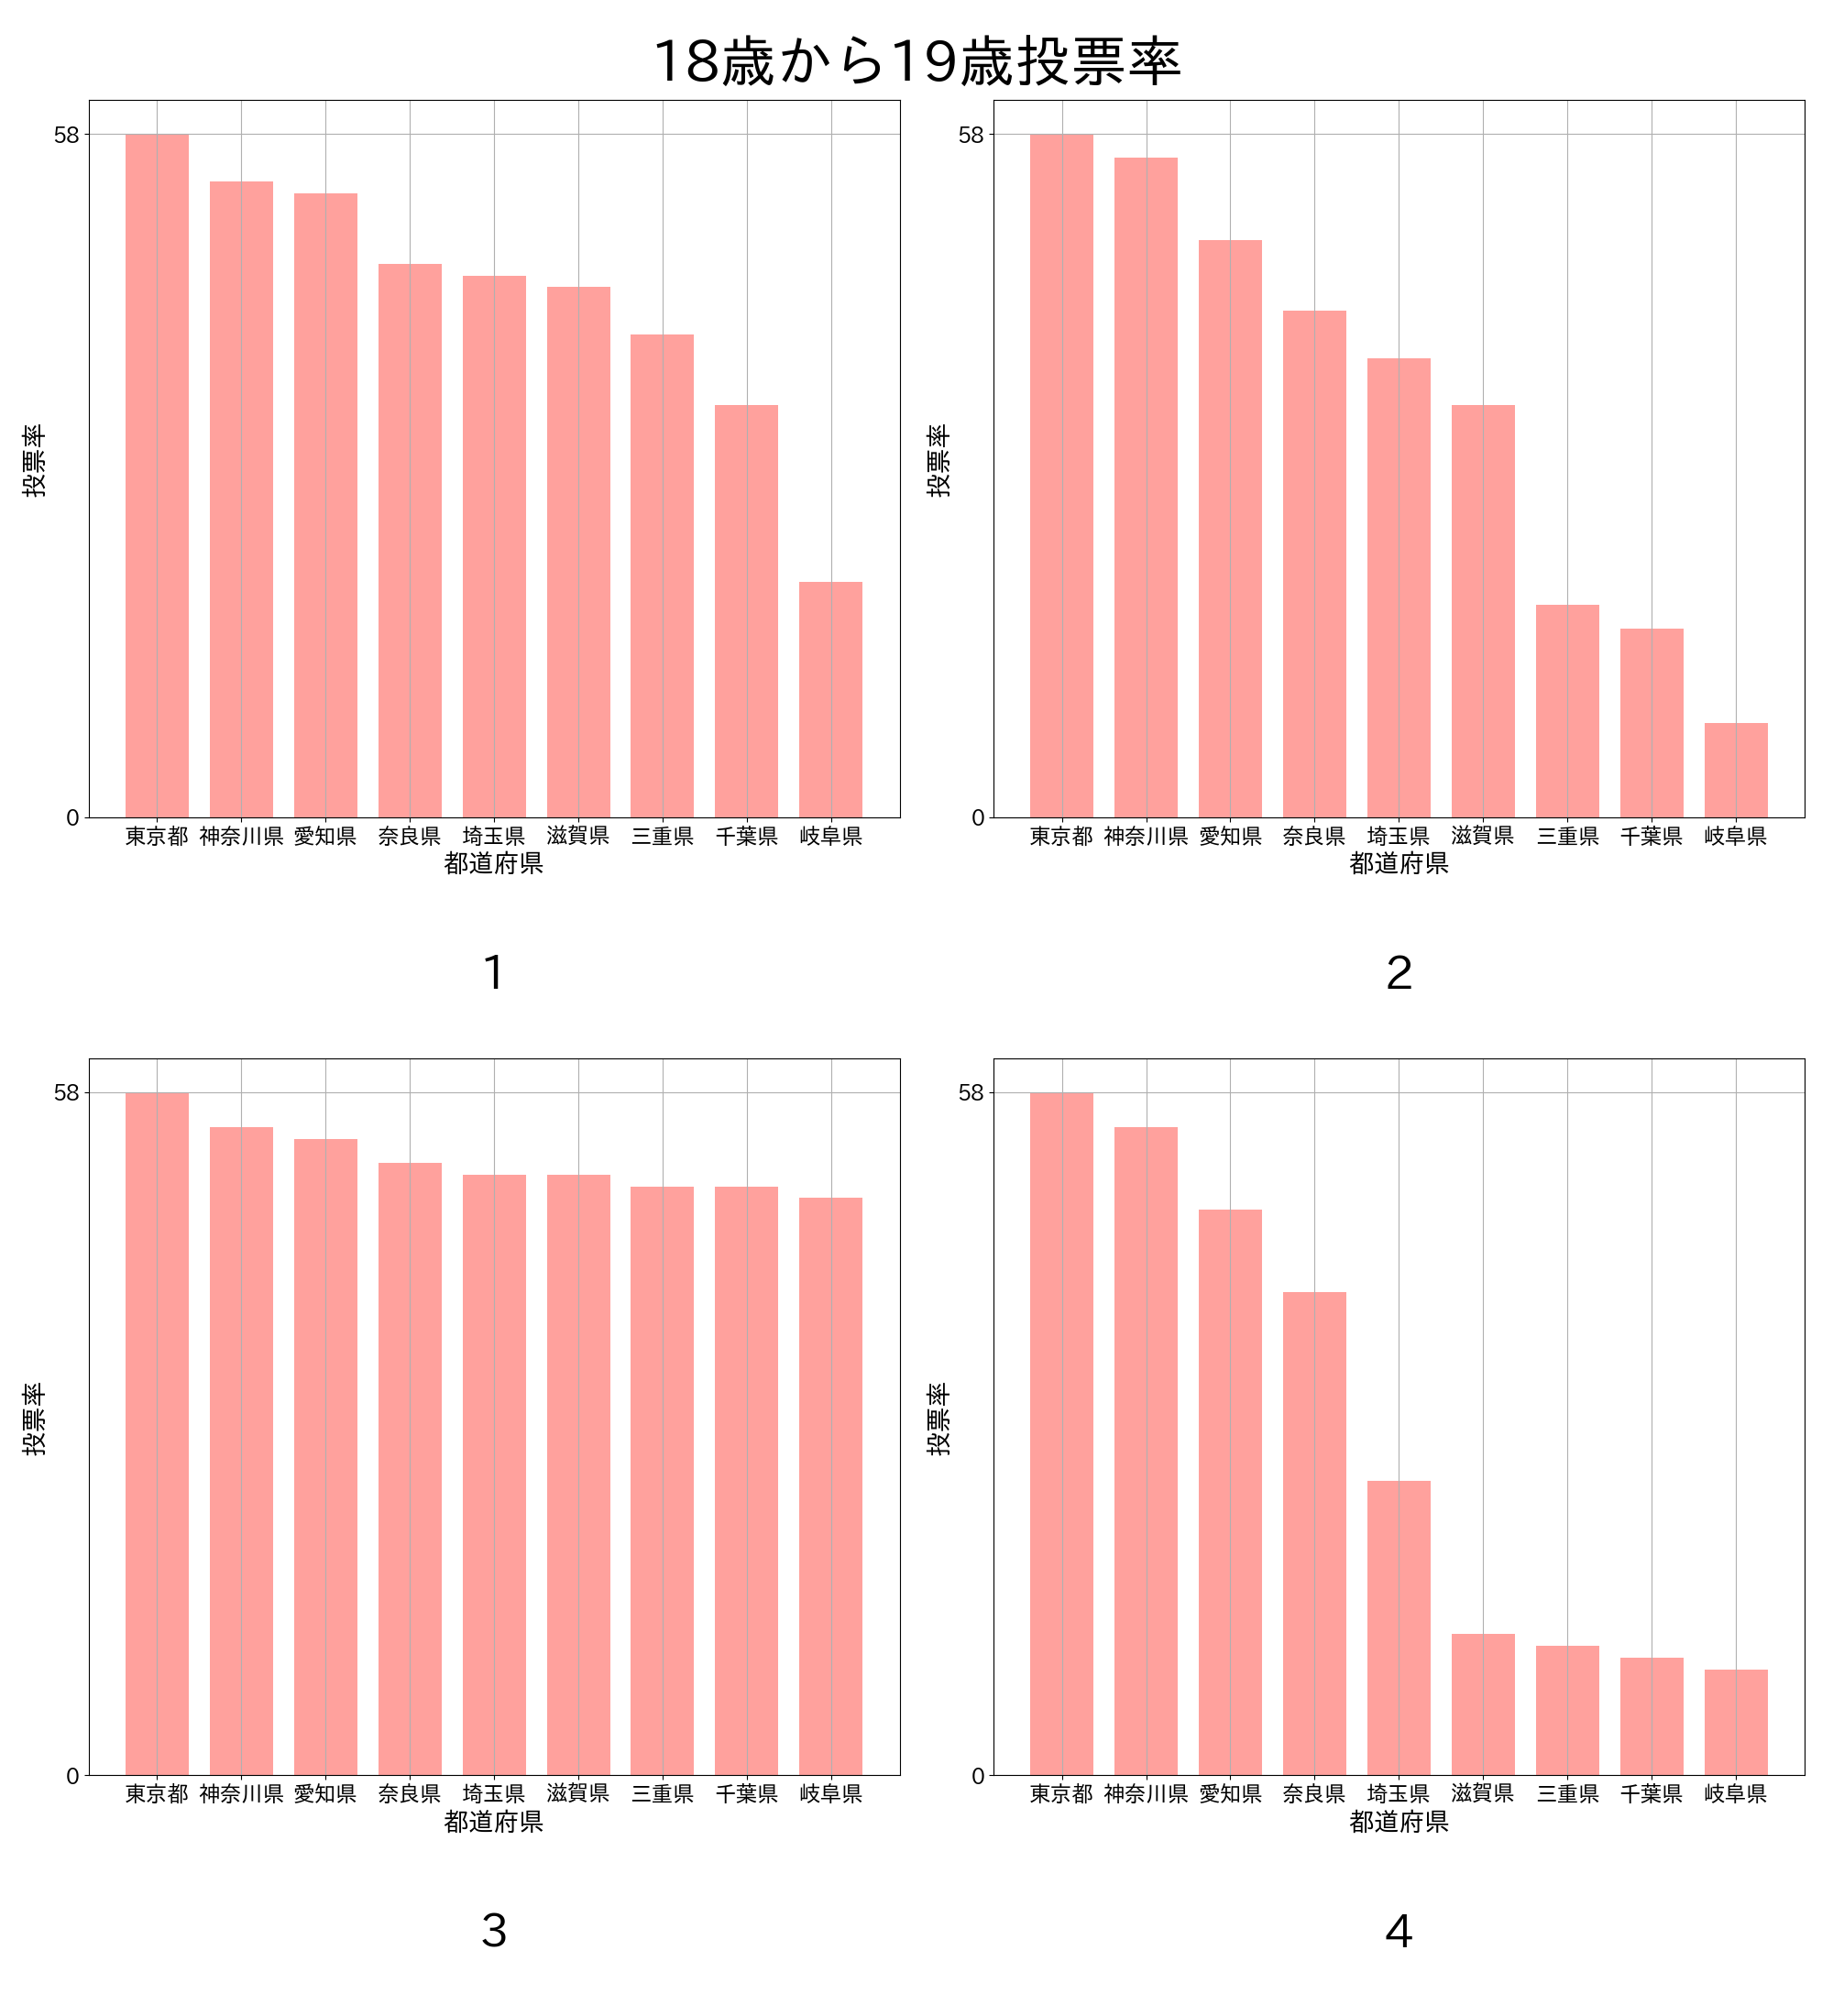 18歳から19歳投票率
58
0
投票率
東京都 神奈川県 愛知県 奈良県 埼玉県 滋賀県 三重県 千葉県 岐阜県
都道府県
1
58
0
投票率
東京都 神奈川県 愛知県 奈良県 埼玉県 滋賀県 三重県 千葉県 岐阜県
都道府県
2
58
0
投票率
東京都 神奈川県 愛知県 奈良県 埼玉県 滋賀県 三重県 千葉県 岐阜県
都道府県
3
58
0
投票率
東京都 神奈川県 愛知県 奈良県 埼玉県 滋賀県 三重県 千葉県 岐阜県
都道府県
4